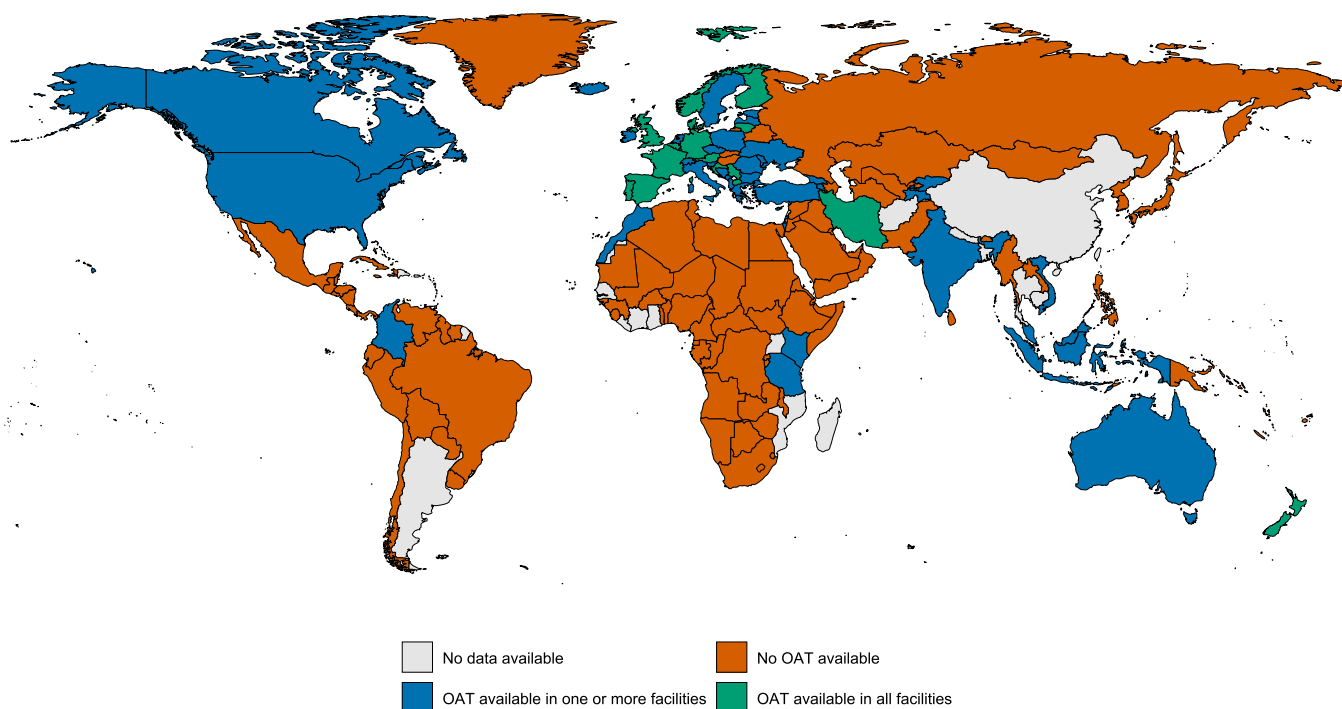 No data available
No OAT available
OAT available in one or more facilities
OAT available in all facilities